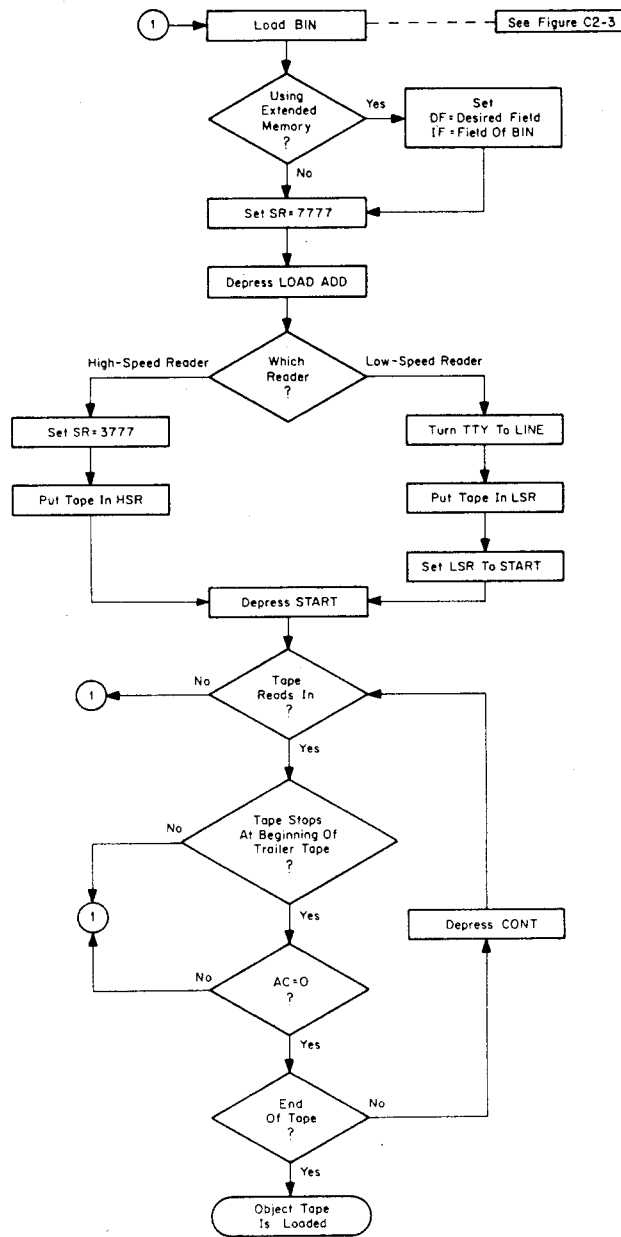 1
Load BIN
See Figure C2-3
Using
Extended
Memory
?
Yes
Set
DF=Desired Field
IF=Field Of BIN
No
Set SR=7777
Depress LOAD ADD
High-Speed Reader
Which
Reader
?
Low-Speed Reader
Set SR=3777
Turn TTY To LINE
Put Tape In HSR
Put Tape In LSR
Set LSR To START
Depress START
1
No
Tape
Reads In
?
Yes
No
Tape Stops
At Beginning Of
Trailer Tape
?
1
Yes
Depress CONT
No
AC=0
?
Yes
End
Of Tape
?
No
Yes
Object Tape
Is Loaded